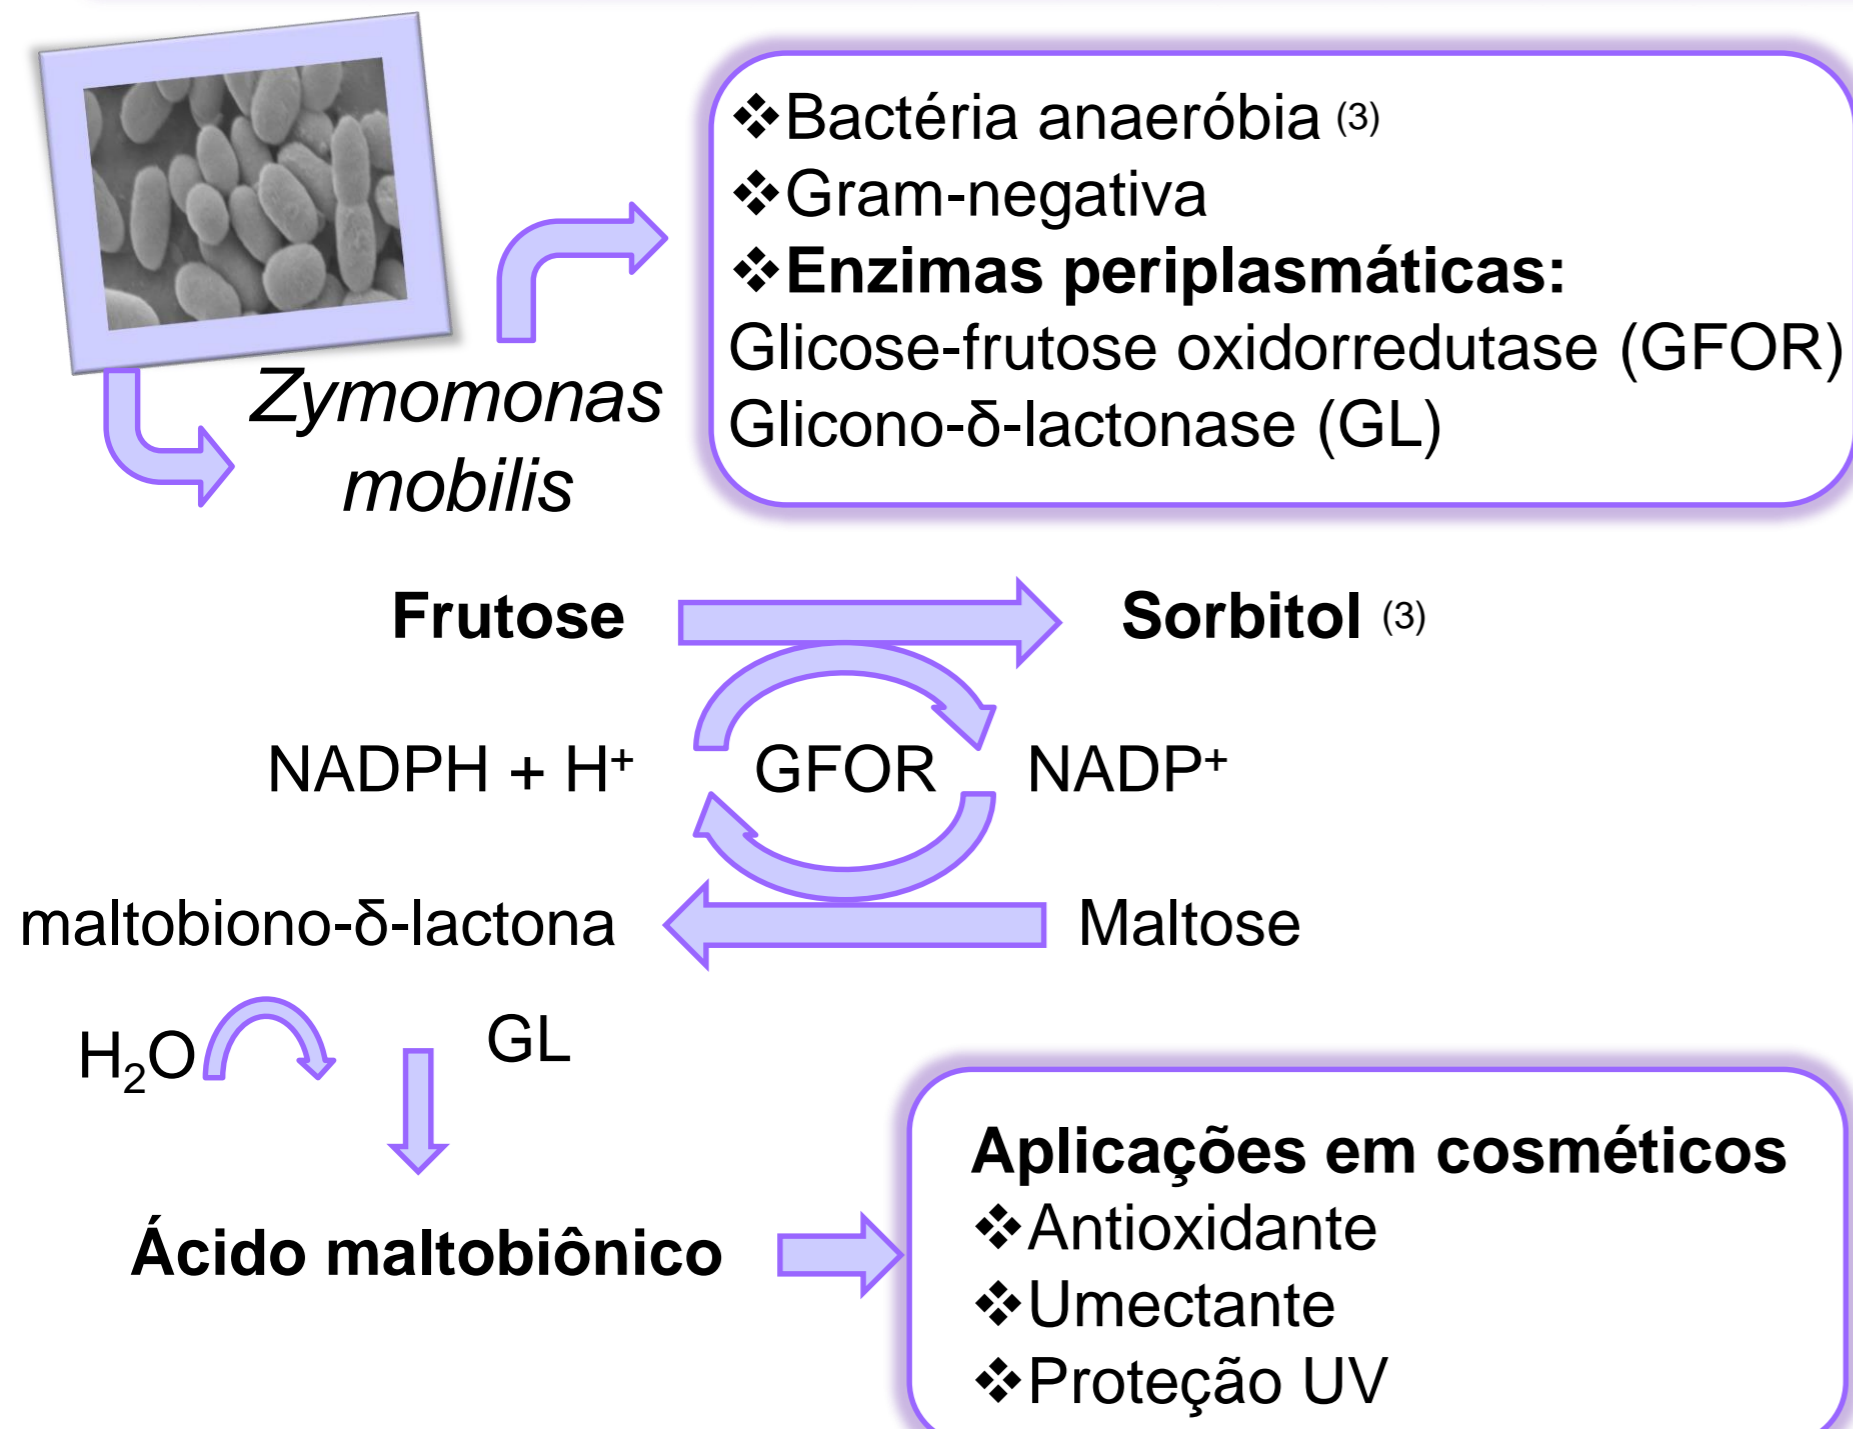 ❖Bactéria anaeróbia (3)
❖Gram-negativa
❖Enzimas periplasmáticas:
Glicose-frutose oxidorredutase (GFOR)
Glicono-δ-lactonase (GL)
Zymomonas
mobilis
Frutose Sorbitol (3)
NADPH + H⁺ GFOR NADP⁺
maltobiono-δ-lactona Maltose
H₂O GL
Ácido maltobiônico
Aplicações em cosméticos
❖Antioxidante
❖Umectante
❖Proteção UV